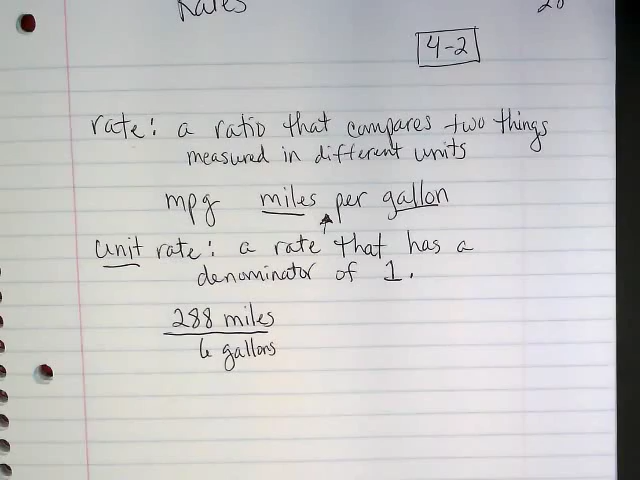 Rates 20
4-2
rate: a ratio that compares two things
measured in different units
mpg miles per gallon
unit rate: a rate that has a
denominator of 1.
288 miles
6 gallons